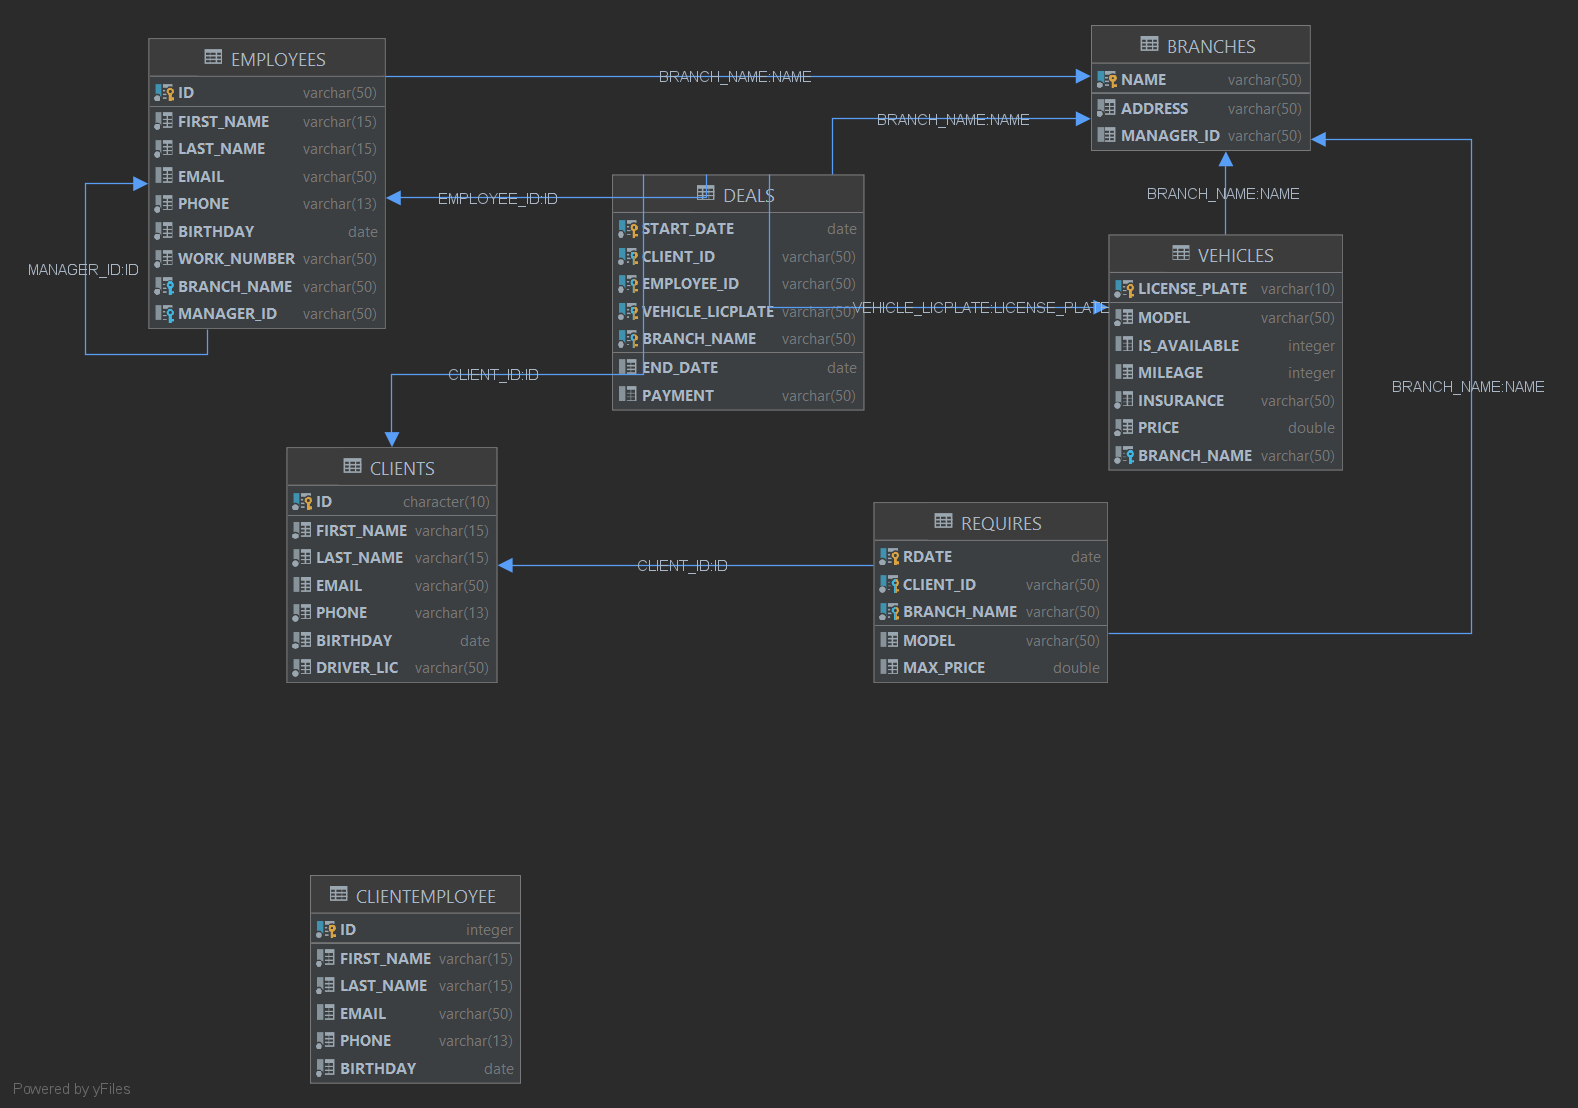 EMPLOYEES
ID varchar(50)
FIRST_NAME varchar(15)
LAST_NAME varchar(15)
EMAIL varchar(50)
PHONE varchar(13)
BIRTHDAY date
WORK_NUMBER varchar(50)
BRANCH_NAME varchar(50)
MANAGER_ID varchar(50)
MANAGER_ID:ID
BRANCH_NAME:NAME
BRANCHES
NAME varchar(50)
ADDRESS varchar(50)
MANAGER_ID varchar(50)
BRANCH_NAME:NAME
EMPLOYEE_ID:ID
DEALS
START_DATE date
CLIENT_ID varchar(50)
EMPLOYEE_ID varchar(50)
VEHICLE_LICPLATE varchar(50)
BRANCH_NAME varchar(50)
END_DATE date
PAYMENT varchar(50)
BRANCH_NAME:NAME
VEHICLE_LICPLATE:LICENSE_PLATE
VEHICLES
LICENSE_PLATE varchar(10)
MODEL varchar(50)
IS_AVAILABLE integer
MILEAGE integer
INSURANCE varchar(50)
PRICE double
BRANCH_NAME varchar(50)
BRANCH_NAME:NAME
CLIENT_ID:ID
CLIENTS
ID character(10)
FIRST_NAME varchar(15)
LAST_NAME varchar(15)
EMAIL varchar(50)
PHONE varchar(13)
BIRTHDAY date
DRIVER_LIC varchar(50)
CLIENT_ID:ID
REQUIRES
RDATE date
CLIENT_ID varchar(50)
BRANCH_NAME varchar(50)
MODEL varchar(50)
MAX_PRICE double
CLIENTEMPLOYEE
ID integer
FIRST_NAME varchar(15)
LAST_NAME varchar(15)
EMAIL varchar(50)
PHONE varchar(13)
BIRTHDAY date
Powered by yFiles